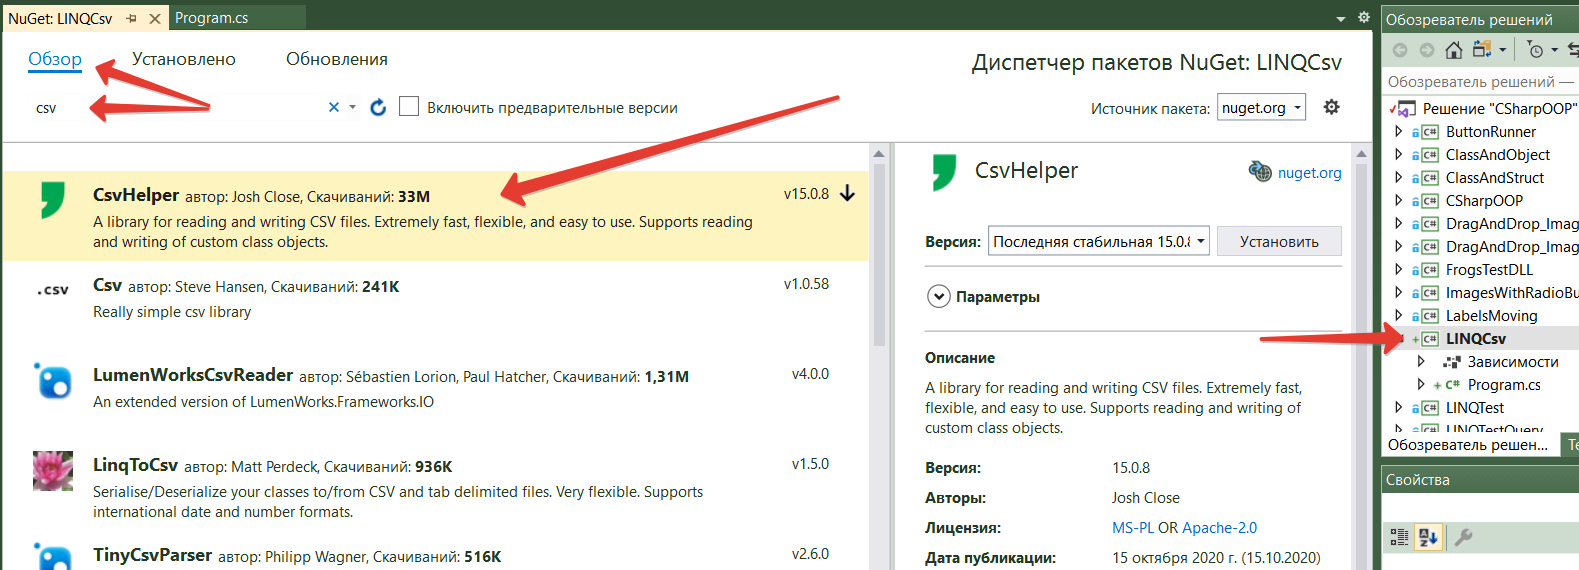 NuGet: LINQCsv
Program.cs
Обзор
Установлено
Обновления
Диспетчер пакетов NuGet: LINQCsv
csv
Включить предварительные версии
Источник пакета: nuget.org
CsvHelper автор: Josh Close, Скачиваний: 33M
v15.0.8
A library for reading and writing CSV files. Extremely fast, flexible, and easy to use. Supports reading
and writing of custom class objects.
.csv
Csv автор: Steve Hansen, Скачиваний: 241K
v1.0.58
Really simple csv library
LumenWorksCsvReader автор: Sébastien Lorion, Paul Hatcher, Скачиваний: 1,31M
v4.0.0
An extended version of LumenWorks.Frameworks.IO
LinqToCsv автор: Matt Perdeck, Скачиваний: 936K
v1.5.0
Serialise/Deserialize your classes to/from CSV and tab delimited files. Very flexible. Supports
international date and number formats.
TinyCsvParser автор: Philipp Wagner, Скачиваний: 516K
v2.6.0
CsvHelper
nuget.org
Версия: Последняя стабильная 15.0.8
Установить
Параметры
Описание
A library for reading and writing CSV files. Extremely fast,
flexible, and easy to use. Supports reading and writing of
custom class objects.
Версия: 15.0.8
Авторы: Josh Close
Лицензия: MS-PL OR Apache-2.0
Дата публикации: 15 октября 2020 г. (15.10.2020)
Обозреватель решений
Обозреватель решений —
Решение "CSharpOOP"
C# ButtonRunner
C# ClassAndObject
C# ClassAndStruct
C# CSharpOOP
C# DragAndDrop_Imag
C# DragAndDrop_Imag
C# FrogsTestDLL
C# ImagesWithRadioBu
C# LabelsMoving
+ C# LINQCsv
Зависимости
+ C# Program.cs
C# LINQTest
C# LINQTestQuery
Обозреватель решен...
Те
Свойства